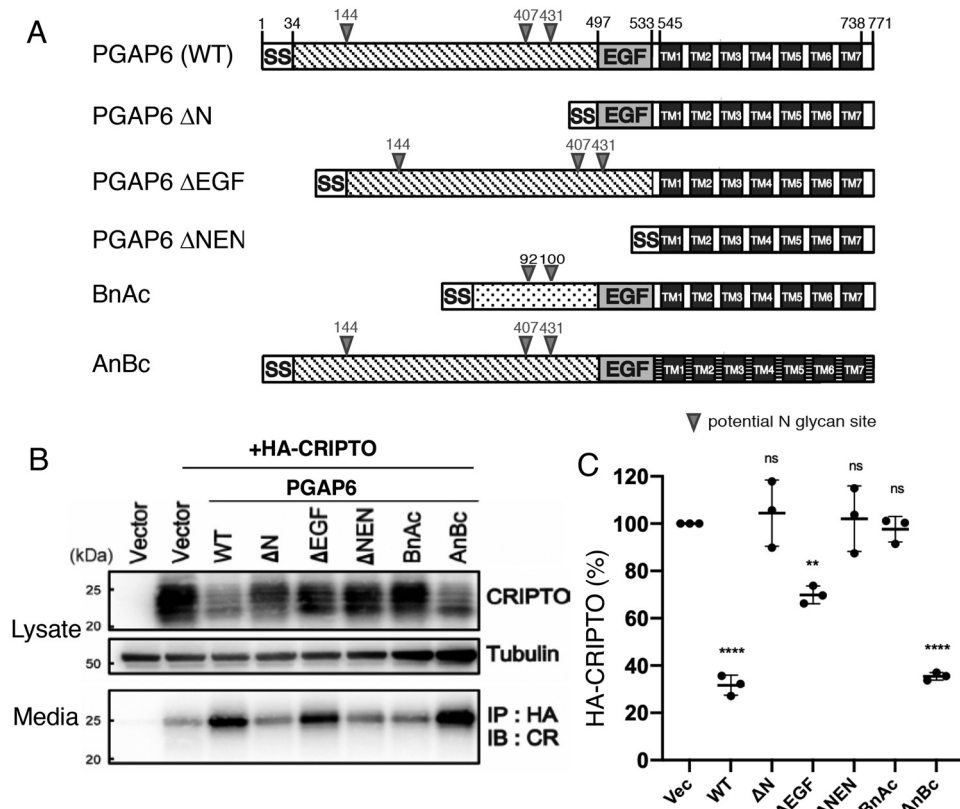 A
1 34 144 407 431 497 533 545 738 771
PGAP6 (WT) SS EGF TM1 TM2 TM3 TM4 TM5 TM6 TM7
PGAP6 ΔN SS EGF TM1 TM2 TM3 TM4 TM5 TM6 TM7
144 407 431
PGAP6 ΔEGF SS TM1 TM2 TM3 TM4 TM5 TM6 TM7
PGAP6 ΔNEN SS TM1 TM2 TM3 TM4 TM5 TM6 TM7
92 100
BnAc SS EGF TM1 TM2 TM3 TM4 TM5 TM6 TM7
144 407 431
AnBc SS EGF TM1 TM2 TM3 TM4 TM5 TM6 TM7
potential N glycan site
B
+HA-CRIPTO
PGAP6
(kDa) Vector Vector WT ΔN ΔEGF ΔNEN BnAc AnBc
Lysate
25
20
CRIPTO
50
Tubulin
Media
25
20
IP : HA
IB : CR
C
HA-CRIPTO (%)
120
100
80
60
40
20
0
**** ns ** ns ns ****
Vec WT ΔN ΔEGF ΔNEN BnAc AnBc